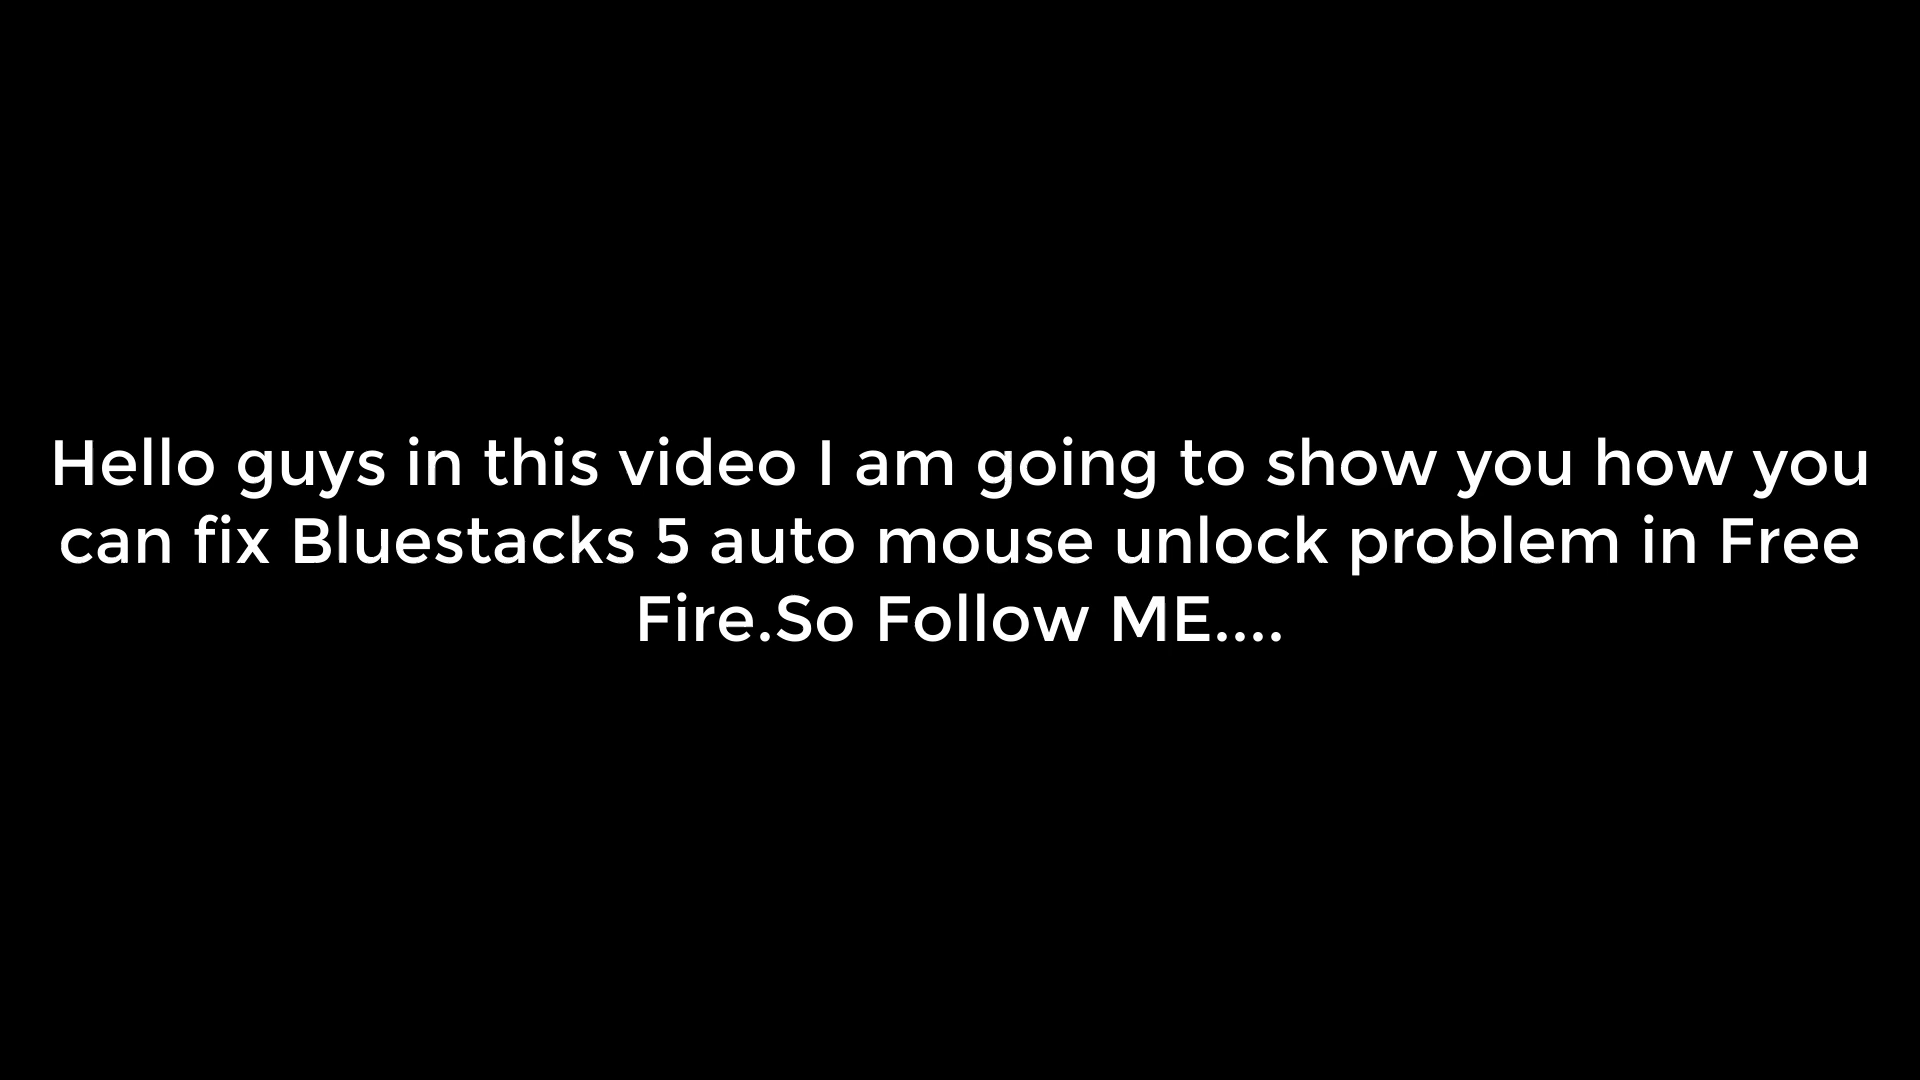 Hello guys in this video I am going to show you how you
can fix Bluestacks 5 auto mouse unlock problem in Free
Fire.So Follow ME....